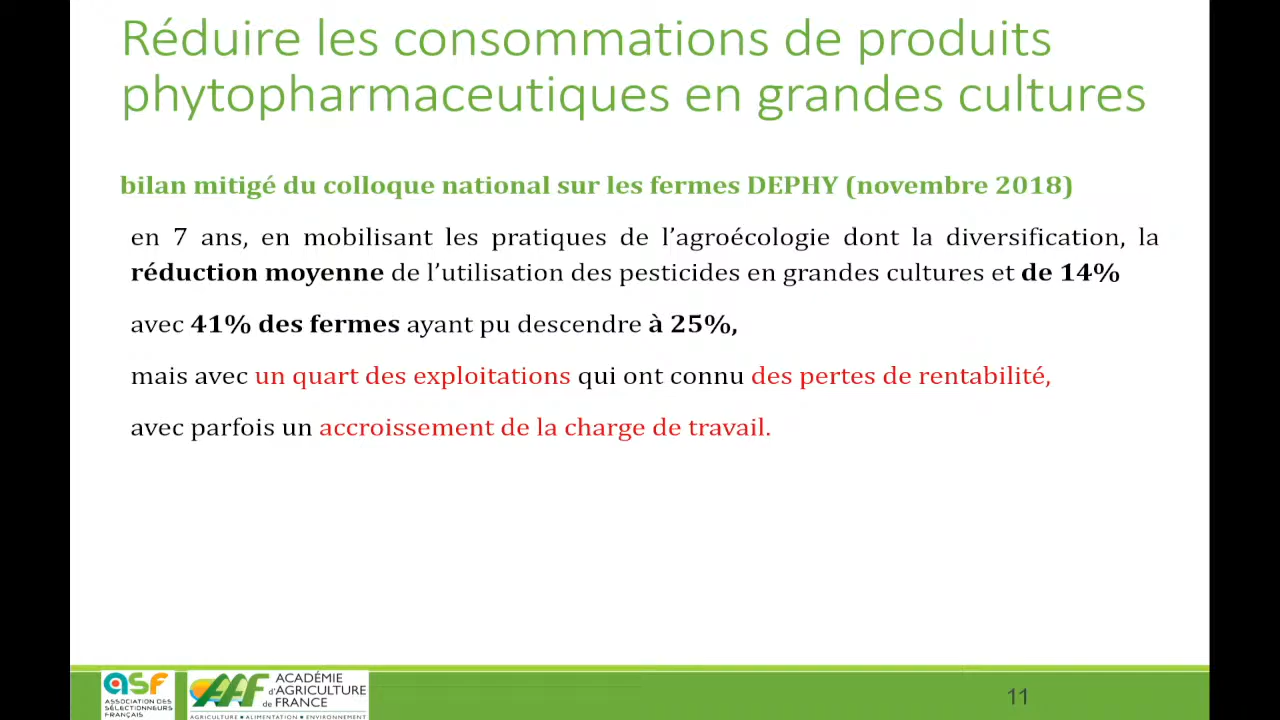 Réduire les consommations de produits
phytopharmaceutiques en grandes cultures
bilan mitigé du colloque national sur les fermes DEPHY (novembre 2018)
en 7 ans, en mobilisant les pratiques de l’agroécologie dont la diversification, la
réduction moyenne de l’utilisation des pesticides en grandes cultures et de 14%
avec 41% des fermes ayant pu descendre à 25%,
mais avec un quart des exploitations qui ont connu des pertes de rentabilité,
avec parfois un accroissement de la charge de travail.
asf
ASSOCIATION DES
SÉLECTIONNEURS
FRANÇAIS
AAF
ACADÉMIE
d’AGRICULTURE
de FRANCE
AGRICULTURE ▪ ALIMENTATION ▪ ENVIRONNEMENT
11